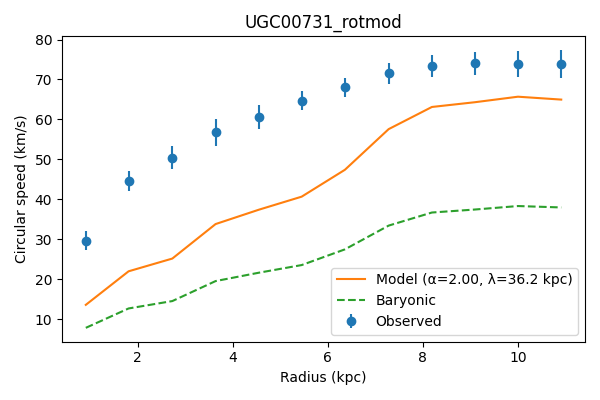 UGC00731_rotmod
Circular speed (km/s)
80
70
60
50
40
30
20
10
2
4
6
8
10
Radius (kpc)
Model (α=2.00, λ=36.2 kpc)
Baryonic
Observed